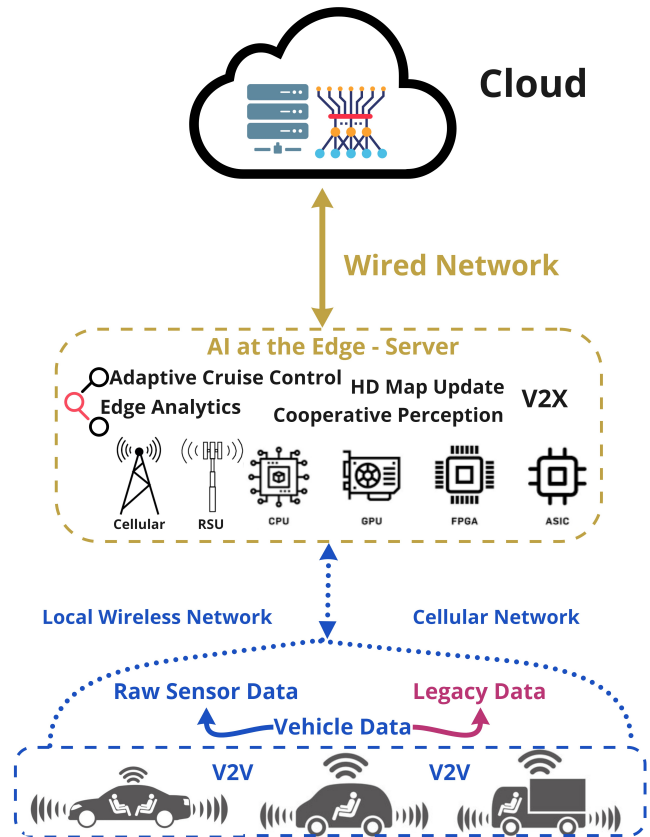 Cloud
Wired Network
AI at the Edge - Server
Adaptive Cruise Control
HD Map Update
V2X
Edge Analytics
Cooperative Perception
Cellular
RSU
CPU
GPU
FPGA
ASIC
Local Wireless Network
Cellular Network
Raw Sensor Data
Legacy Data
Vehicle Data
V2V
V2V